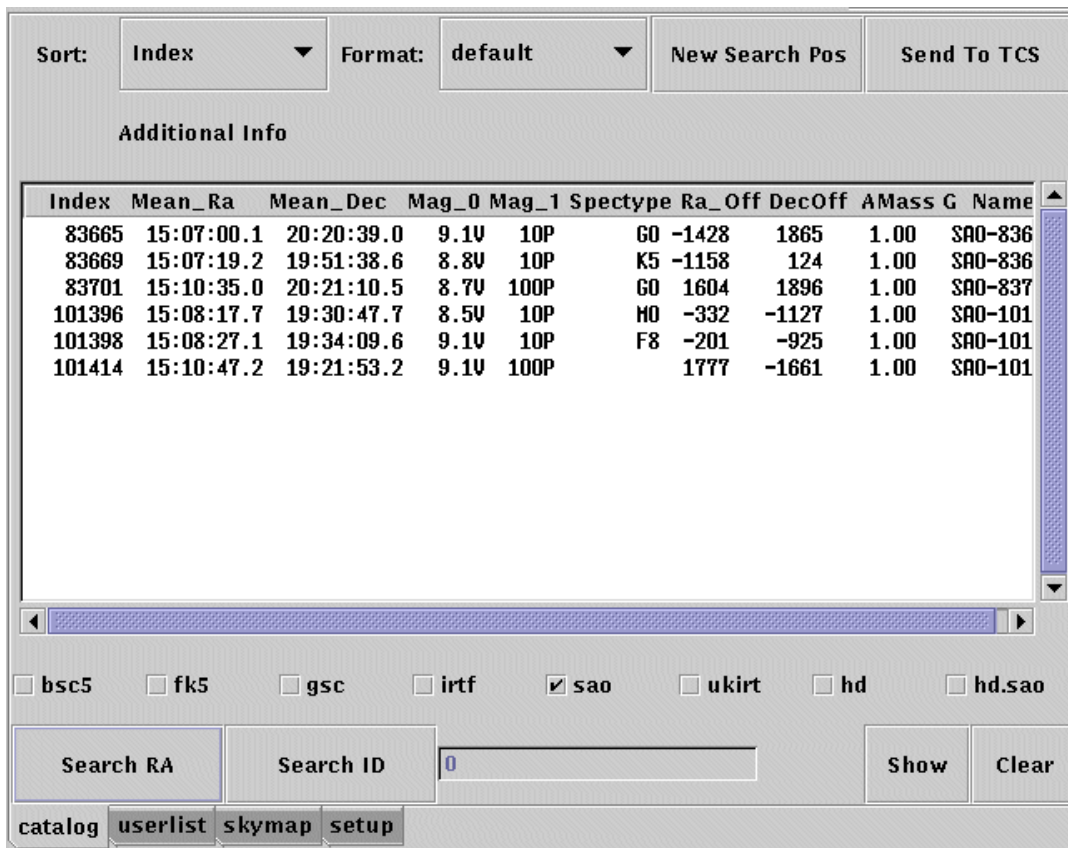 Sort: Index Format: default New Search Pos Send To TCS
Additional Info
Index Mean_Ra Mean_Dec Mag_0 Mag_1 Spectype Ra_Off DecOff AMass G Name
83665 15:07:00.1 20:20:39.0 9.1V 10P G0 -1428 1865 1.00 SAO-836
83669 15:07:19.2 19:51:38.6 8.8V 10P K5 -1158 124 1.00 SAO-836
83701 15:10:35.0 20:21:10.5 8.7V 100P G0 1604 1896 1.00 SAO-837
101396 15:08:17.7 19:30:47.7 8.5V 10P M0 -332 -1127 1.00 SAO-101
101398 15:08:27.1 19:34:09.6 9.1V 10P F8 -201 -925 1.00 SAO-101
101414 15:10:47.2 19:21:53.2 9.1V 100P 1777 -1661 1.00 SAO-101
bsc5 fk5 gsc irtf sao ukirt hd hd.sao
Search RA Search ID 0 Show Clear
catalog userlist skymap setup